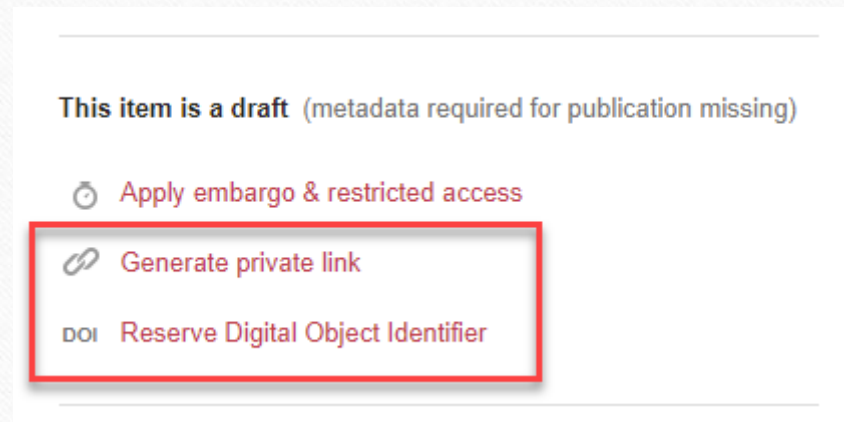 This item is a draft (metadata required for publication missing)
Apply embargo & restricted access
Generate private link
DOI Reserve Digital Object Identifier